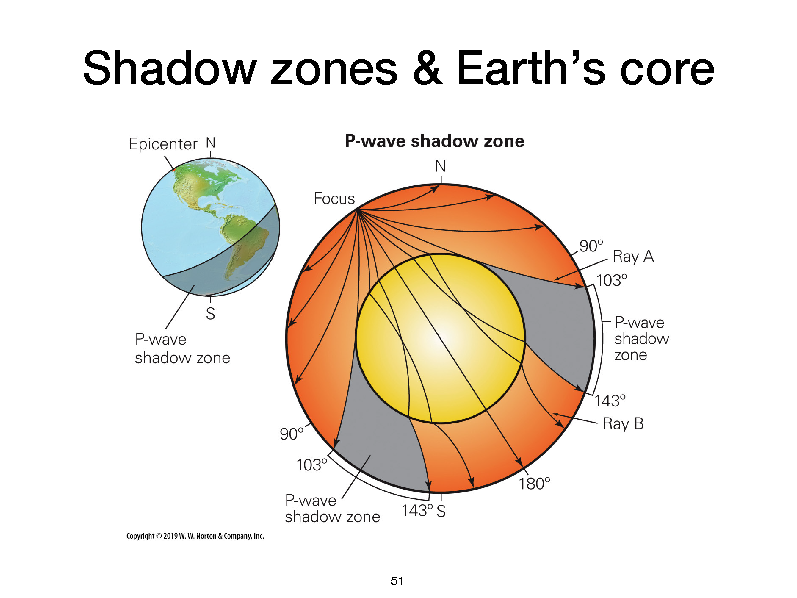 Shadow zones & Earth's core
Epicenter N
S
P-wave
shadow zone
P-wave shadow zone
N
Focus
90°
Ray A
103°
P-wave
shadow
zone
143°
Ray B
180°
90°
103°
P-wave
shadow zone
143° S
Copyright © 2019 W. W. Norton & Company, Inc.
51